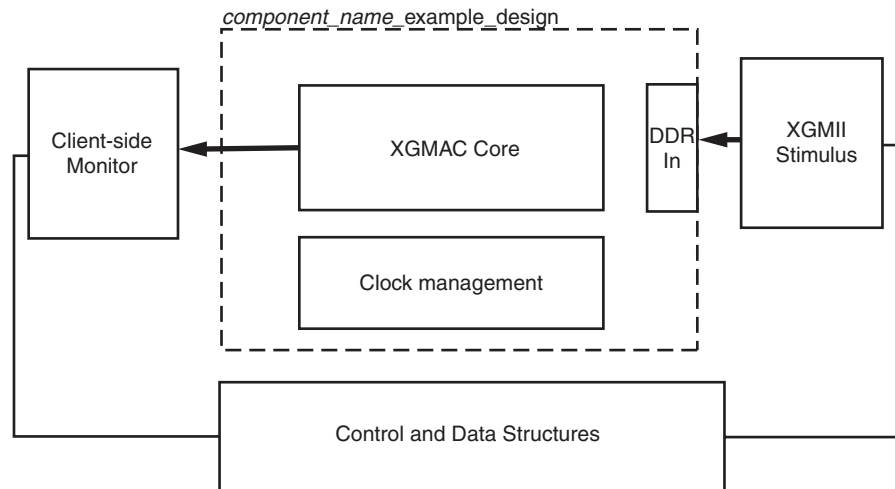 component_name_example_design
Client-side
Monitor
XGMAC Core
DDR
In
XGMII
Stimulus
Clock management
Control and Data Structures